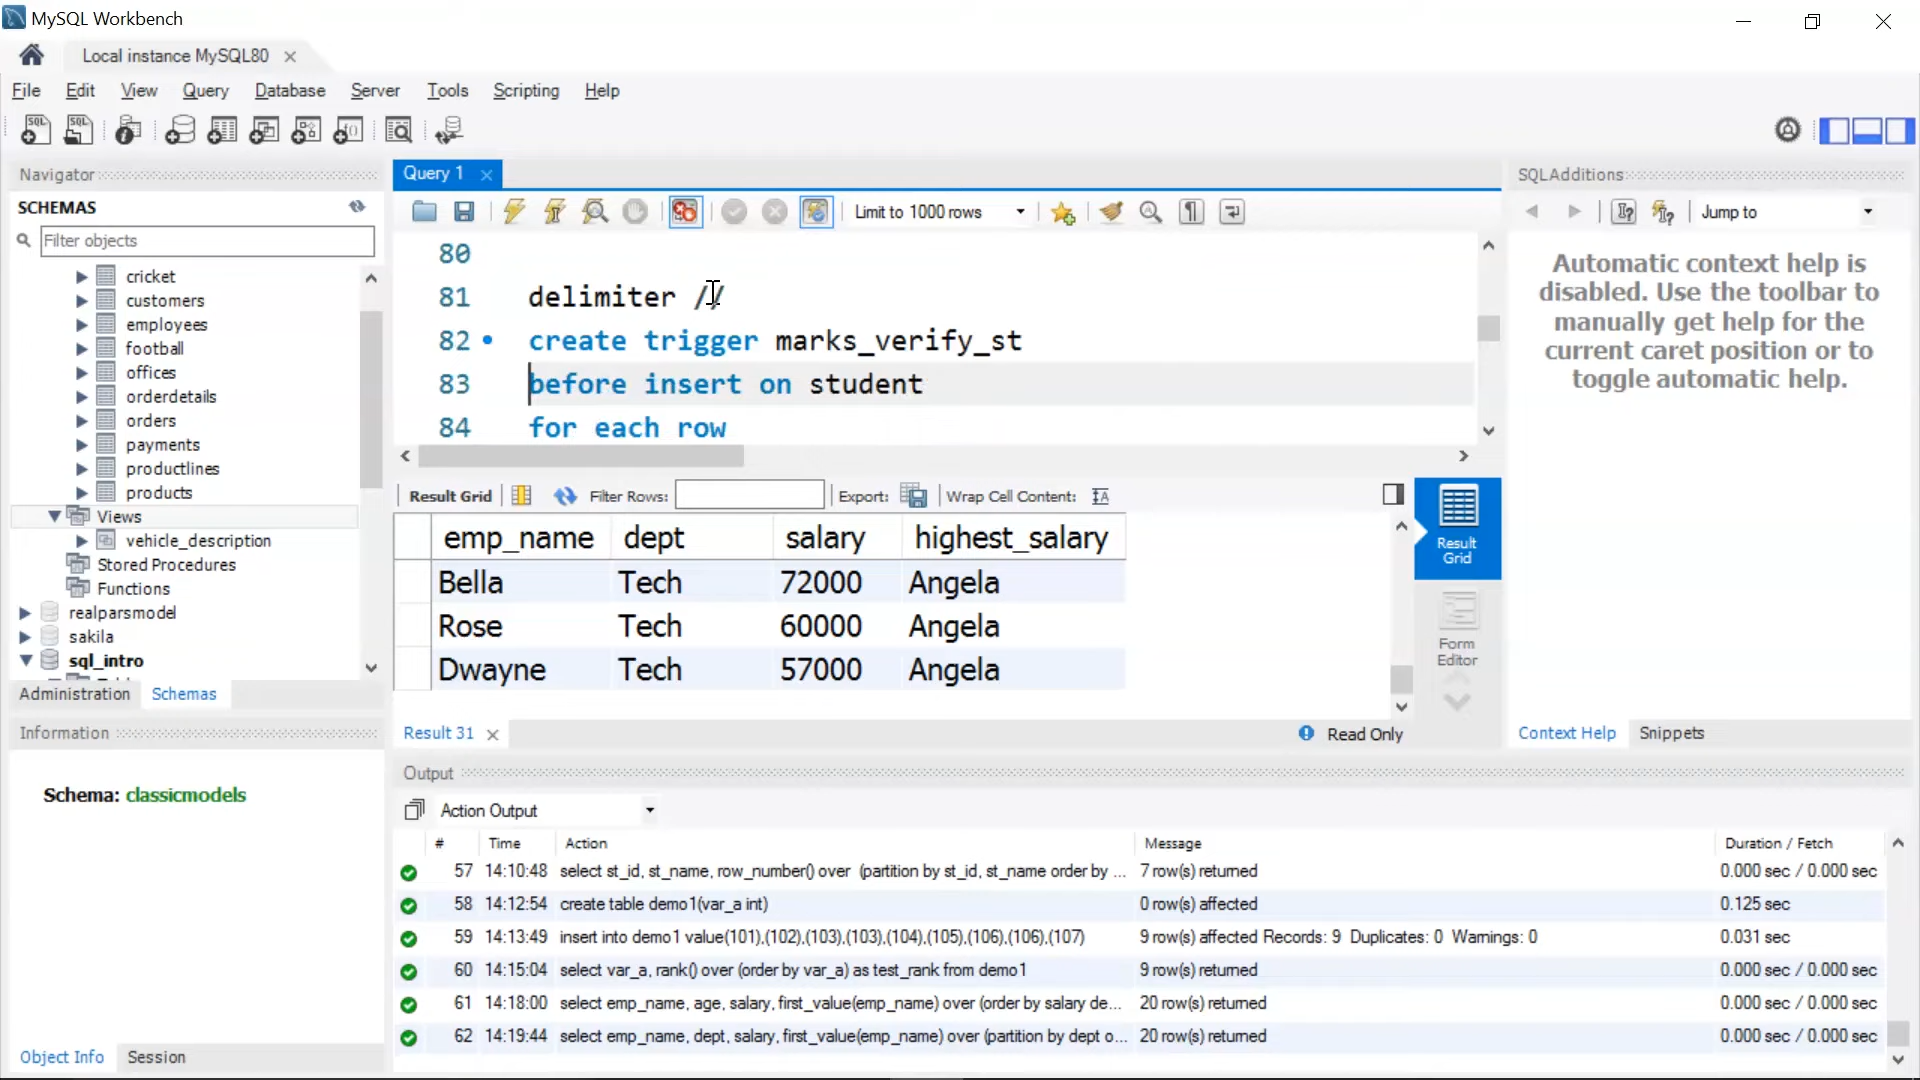 MySQL Workbench
Local instance MySQL80
File Edit View Query Database Server Tools Scripting Help
Navigator
SCHEMAS
Filter objects
cricket
customers
employees
football
offices
orderdetails
orders
payments
productlines
products
Views
vehicle_description
Stored Procedures
Functions
realparsmodel
sakila
sql_intro
Administration Schemas
Information
Schema: classicmodels
Object Info Session
Query 1
Limit to 1000 rows
80
81 delimiter //
82 create trigger marks_verify_st
83 before insert on student
84 for each row
Result Grid Filter Rows: Export: Wrap Cell Content:
emp_name dept salary highest_salary
Bella Tech 72000 Angela
Rose Tech 60000 Angela
Dwayne Tech 57000 Angela
Result Grid
Form Editor
Result 31
Read Only
SQLAdditions
Jump to
Automatic context help is
disabled. Use the toolbar to
manually get help for the
current caret position or to
toggle automatic help.
Context Help Snippets
Output
Action Output
# Time Action Message Duration / Fetch
57 14:10:48 select st_id, st_name, row_number() over (partition by st_id, st_name order by ... 7 row(s) returned 0.000 sec / 0.000 sec
58 14:12:54 create table demo1(var_a int) 0 row(s) affected 0.125 sec
59 14:13:49 insert into demo1 value(101),(102),(103),(103),(104),(105),(106),(106),(107) 9 row(s) affected Records: 9 Duplicates: 0 Warnings: 0 0.031 sec
60 14:15:04 select var_a, rank() over (order by var_a) as test_rank from demo1 9 row(s) returned 0.000 sec / 0.000 sec
61 14:18:00 select emp_name, age, salary, first_value(emp_name) over (order by salary de... 20 row(s) returned 0.000 sec / 0.000 sec
62 14:19:44 select emp_name, dept, salary, first_value(emp_name) over (partition by dept o... 20 row(s) returned 0.000 sec / 0.000 sec